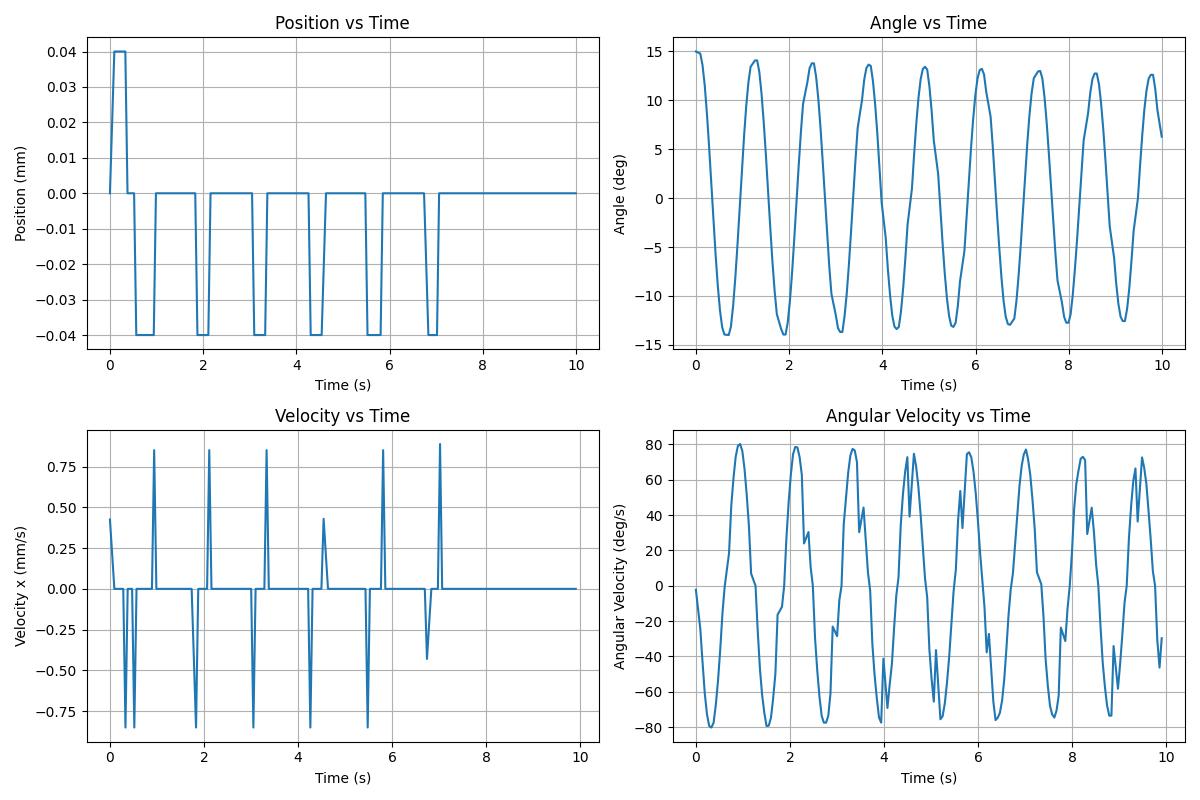 Position vs Time
Position (mm)
0.04
0.03
0.02
0.01
0.00
−0.01
−0.02
−0.03
−0.04
0 2 4 6 8 10
Time (s)
Angle vs Time
Angle (deg)
15
10
5
0
−5
−10
−15
0 2 4 6 8 10
Time (s)
Velocity vs Time
Velocity x (mm/s)
0.75
0.50
0.25
0.00
−0.25
−0.50
−0.75
0 2 4 6 8 10
Time (s)
Angular Velocity vs Time
Angular Velocity (deg/s)
80
60
40
20
0
−20
−40
−60
−80
0 2 4 6 8 10
Time (s)